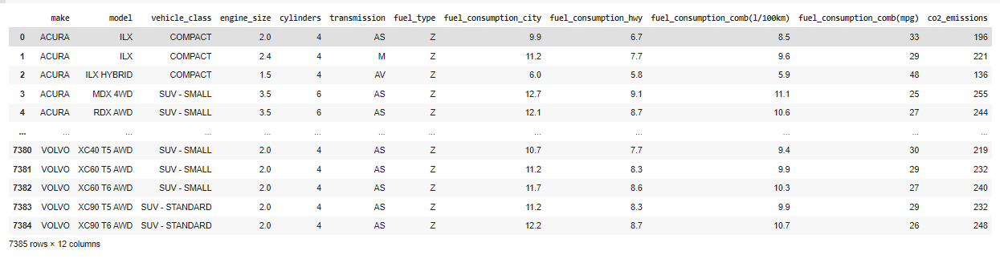 make model vehicle_class engine_size cylinders transmission fuel_type fuel_consumption_city fuel_consumption_hwy fuel_consumption_comb(l/100km) fuel_consumption_comb(mpg) co2_emissions
0 ACURA ILX COMPACT 2.0 4 AS Z 9.9 6.7 8.5 33 196
1 ACURA ILX COMPACT 2.4 4 M Z 11.2 7.7 9.6 29 221
2 ACURA ILX HYBRID COMPACT 1.5 4 AV Z 6.0 5.8 5.9 48 136
3 ACURA MDX 4WD SUV - SMALL 3.5 6 AS Z 12.7 9.1 11.1 25 255
4 ACURA RDX AWD SUV - SMALL 3.5 6 AS Z 12.1 8.7 10.6 27 244
... ... ... ... ... ... ... ... ... ... ... ... ...
7380 VOLVO XC40 T5 AWD SUV - SMALL 2.0 4 AS Z 10.7 7.7 9.4 30 219
7381 VOLVO XC60 T5 AWD SUV - SMALL 2.0 4 AS Z 11.2 8.3 9.9 29 232
7382 VOLVO XC60 T6 AWD SUV - SMALL 2.0 4 AS Z 11.7 8.6 10.3 27 240
7383 VOLVO XC90 T5 AWD SUV - STANDARD 2.0 4 AS Z 11.2 8.3 9.9 29 232
7384 VOLVO XC90 T6 AWD SUV - STANDARD 2.0 4 AS Z 12.2 8.7 10.7 26 248
7385 rows × 12 columns